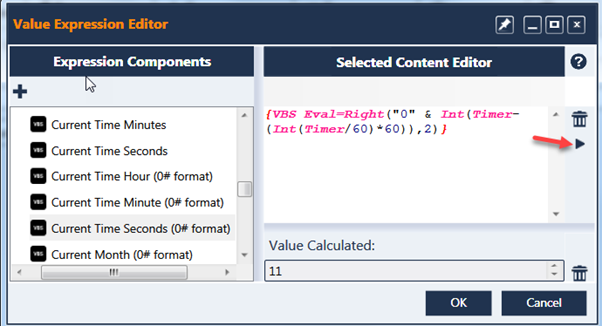 Value Expression Editor
Expression Components
Selected Content Editor
?
VBS Current Time Minutes
VBS Current Time Seconds
VBS Current Time Hour (0# format)
VBS Current Time Minute (0# format)
VBS Current Time Seconds (0# format)
VBS Current Month (0# format)
{VBS Eval=Right("0" & Int(Timer-
(Int(Timer/60)*60)),2)}
Value Calculated:
11
OK
Cancel